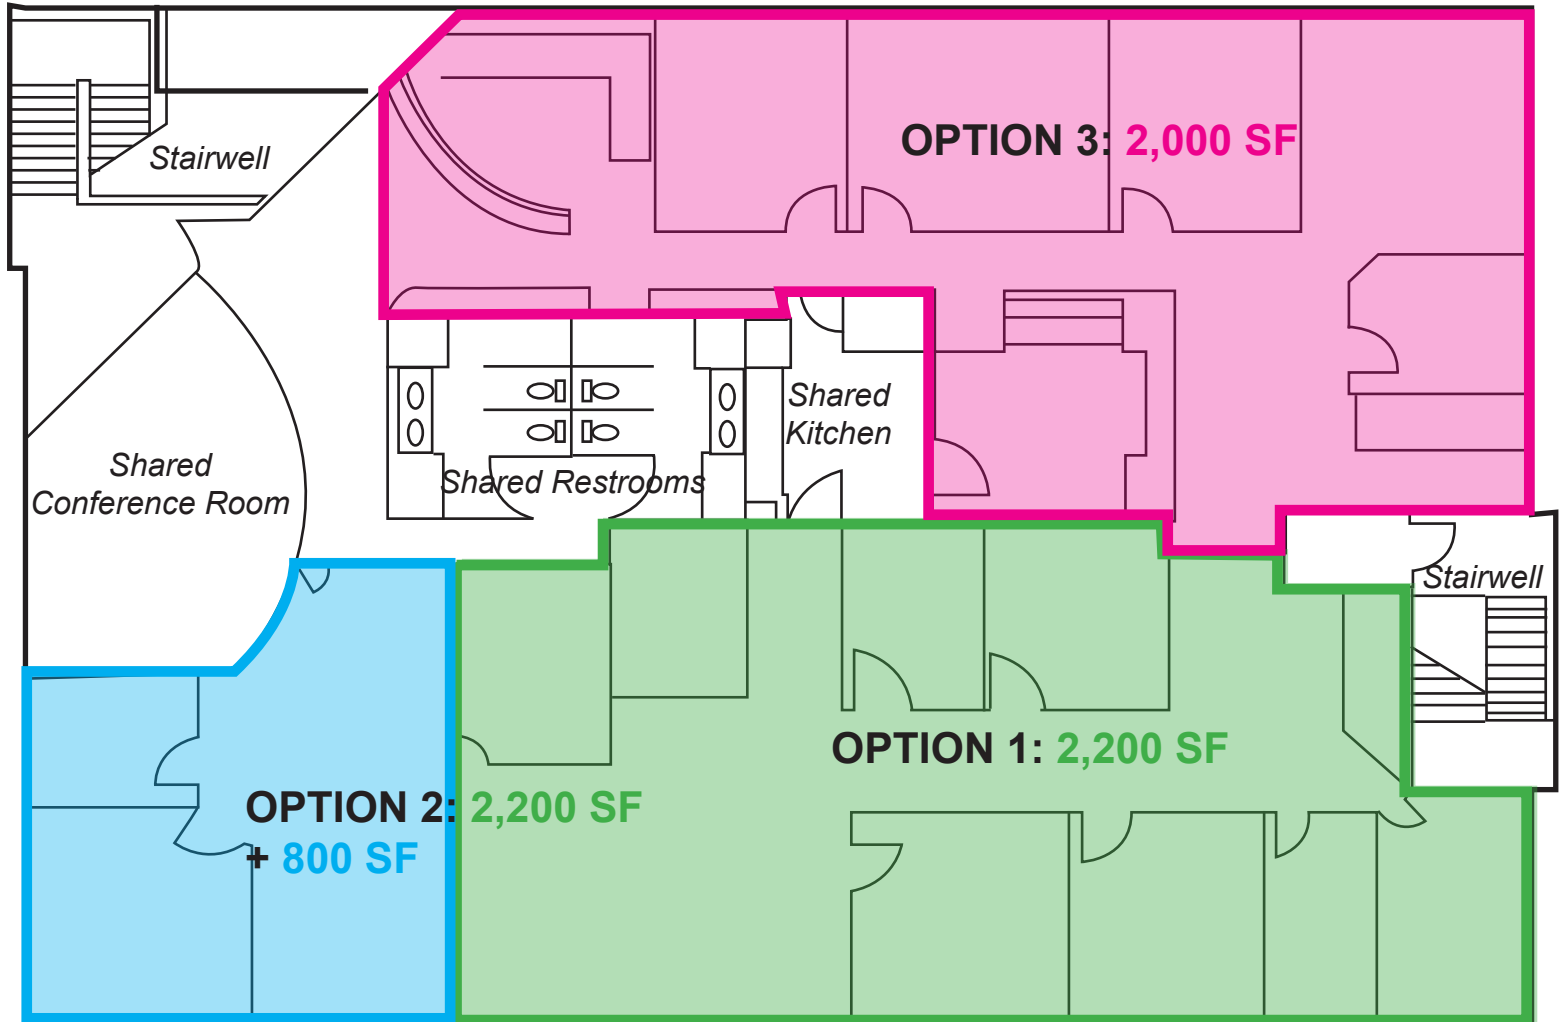 OPTION 3: 2,000 SF
Stairwell
Shared
Kitchen
Shared
Conference Room
Shared Restrooms
Stairwell
OPTION 1: 2,200 SF
OPTION 2: 2,200 SF
+ 800 SF